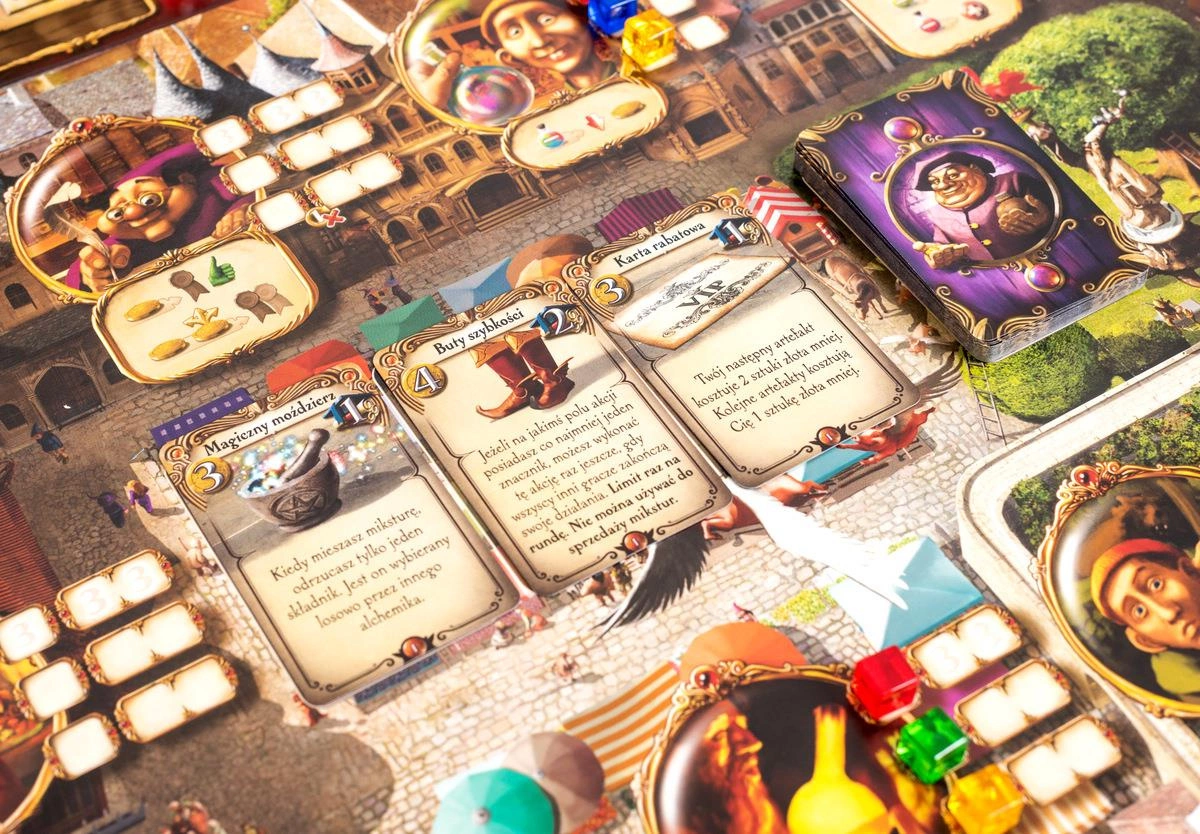 Magiczny moździerz
1
3
Kiedy mieszasz miksturę,
odrzucasz tylko jeden
składnik. Jest on wybierany
losowo przez innego
alchemika.
I
Buty szybkości
2
4
Jeżeli na jakimś polu akcji
posiadasz co najmniej jeden
znacznik, możesz wykonać
tę akcję raz jeszcze, gdy
wszyscy inni gracze zakończą
swoje działania. Limit raz na
rundę. Nie można używać do
sprzedaży mikstur.
I
Karta rabatowa
1
3
VIP
Twój następny artefakt
kosztuje 2 sztuki złota mniej.
Kolejne artefakty kosztują
Cię 1 sztukę złota mniej.
I